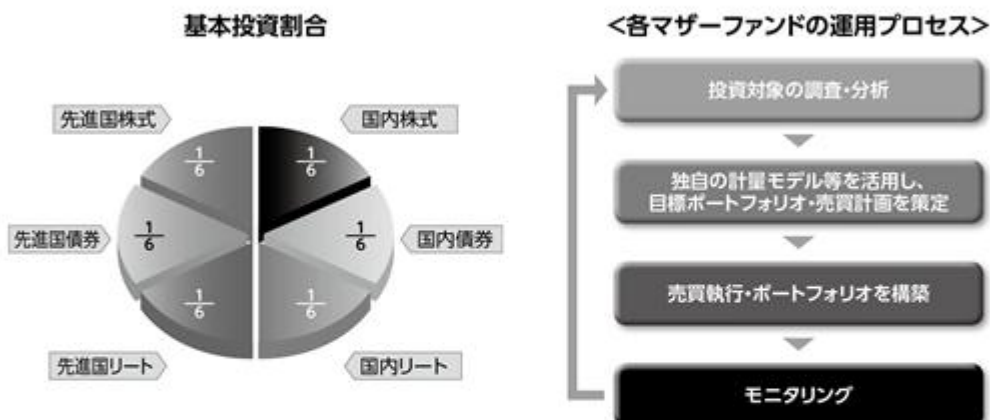 基本投資割合
先進国株式
国内株式
1/6
1/6
先進国債券
1/6
1/6
国内債券
1/6
1/6
先進国リート
国内リート
<各マザーファンドの運用プロセス>
投資対象の調査・分析
独自の計量モデル等を活用し、
目標ポートフォリオ・売買計画を策定
売買執行・ポートフォリオを構築
モニタリング